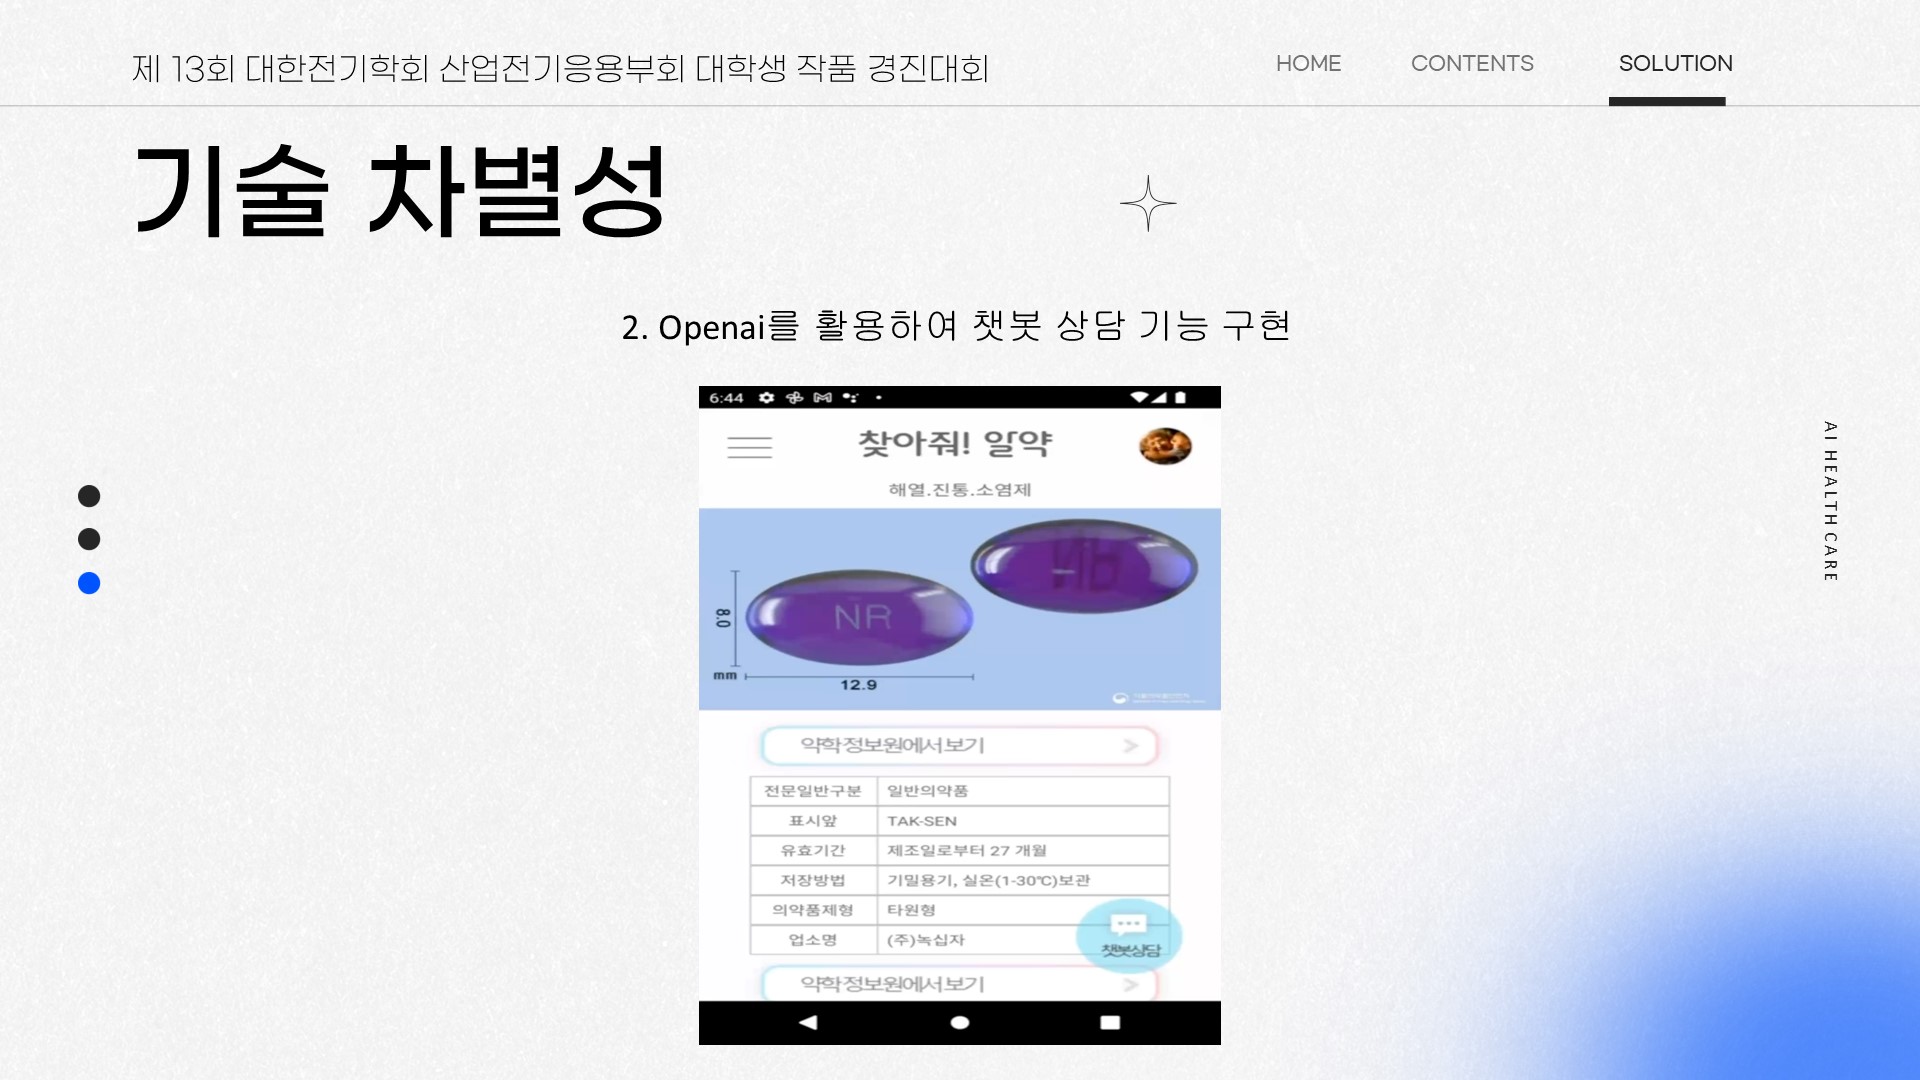 제 13회 대한전기학회 산업전기응용부회 대학생 작품 경진대회
HOME
CONTENTS
SOLUTION
기술 차별성
2. Openai를 활용하여 챗봇 상담 기능 구현
6:44
찾아줘! 알약
해열.진통.소염제
NR
8.0
mm
12.9
약학정보원에서 보기
전문일반구분 일반의약품
표시앞 TAK-SEN
유효기간 제조일로부터 27 개월
저장방법 기밀용기, 실온(1-30℃)보관
의약품제형 타원형
업소명 (주)녹십자
챗봇상담
약학정보원에서 보기
AI HEALTH CARE